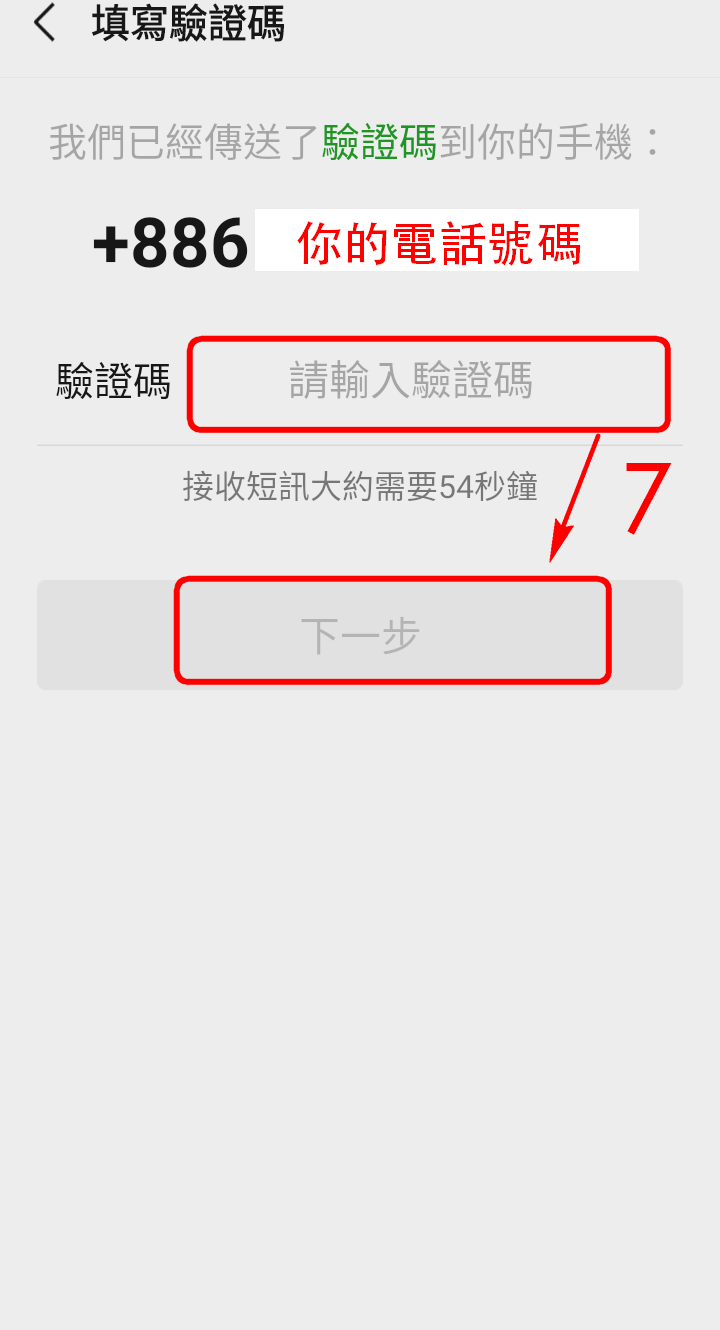 填寫驗證碼
我們已經傳送了驗證碼到你的手機：
+886 你的電話號碼
驗證碼 請輸入驗證碼
接收短訊大約需要54秒鐘
7
下一步